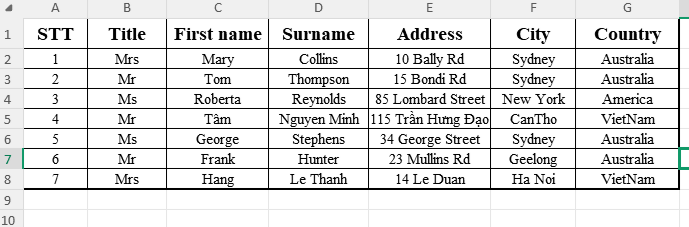 A B C D E F G
1 STT Title First name Surname Address City Country
2 1 Mrs Mary Collins 10 Bally Rd Sydney Australia
3 2 Mr Tom Thompson 15 Bondi Rd Sydney Australia
4 3 Ms Roberta Reynolds 85 Lombard Street New York America
5 4 Mr Tâm Nguyen Minh 115 Trần Hưng Đạo CanTho VietNam
6 5 Ms George Stephens 34 George Street Sydney Australia
7 6 Mr Frank Hunter 23 Mullins Rd Geelong Australia
8 7 Mrs Hang Le Thanh 14 Le Duan Ha Noi VietNam
9
10